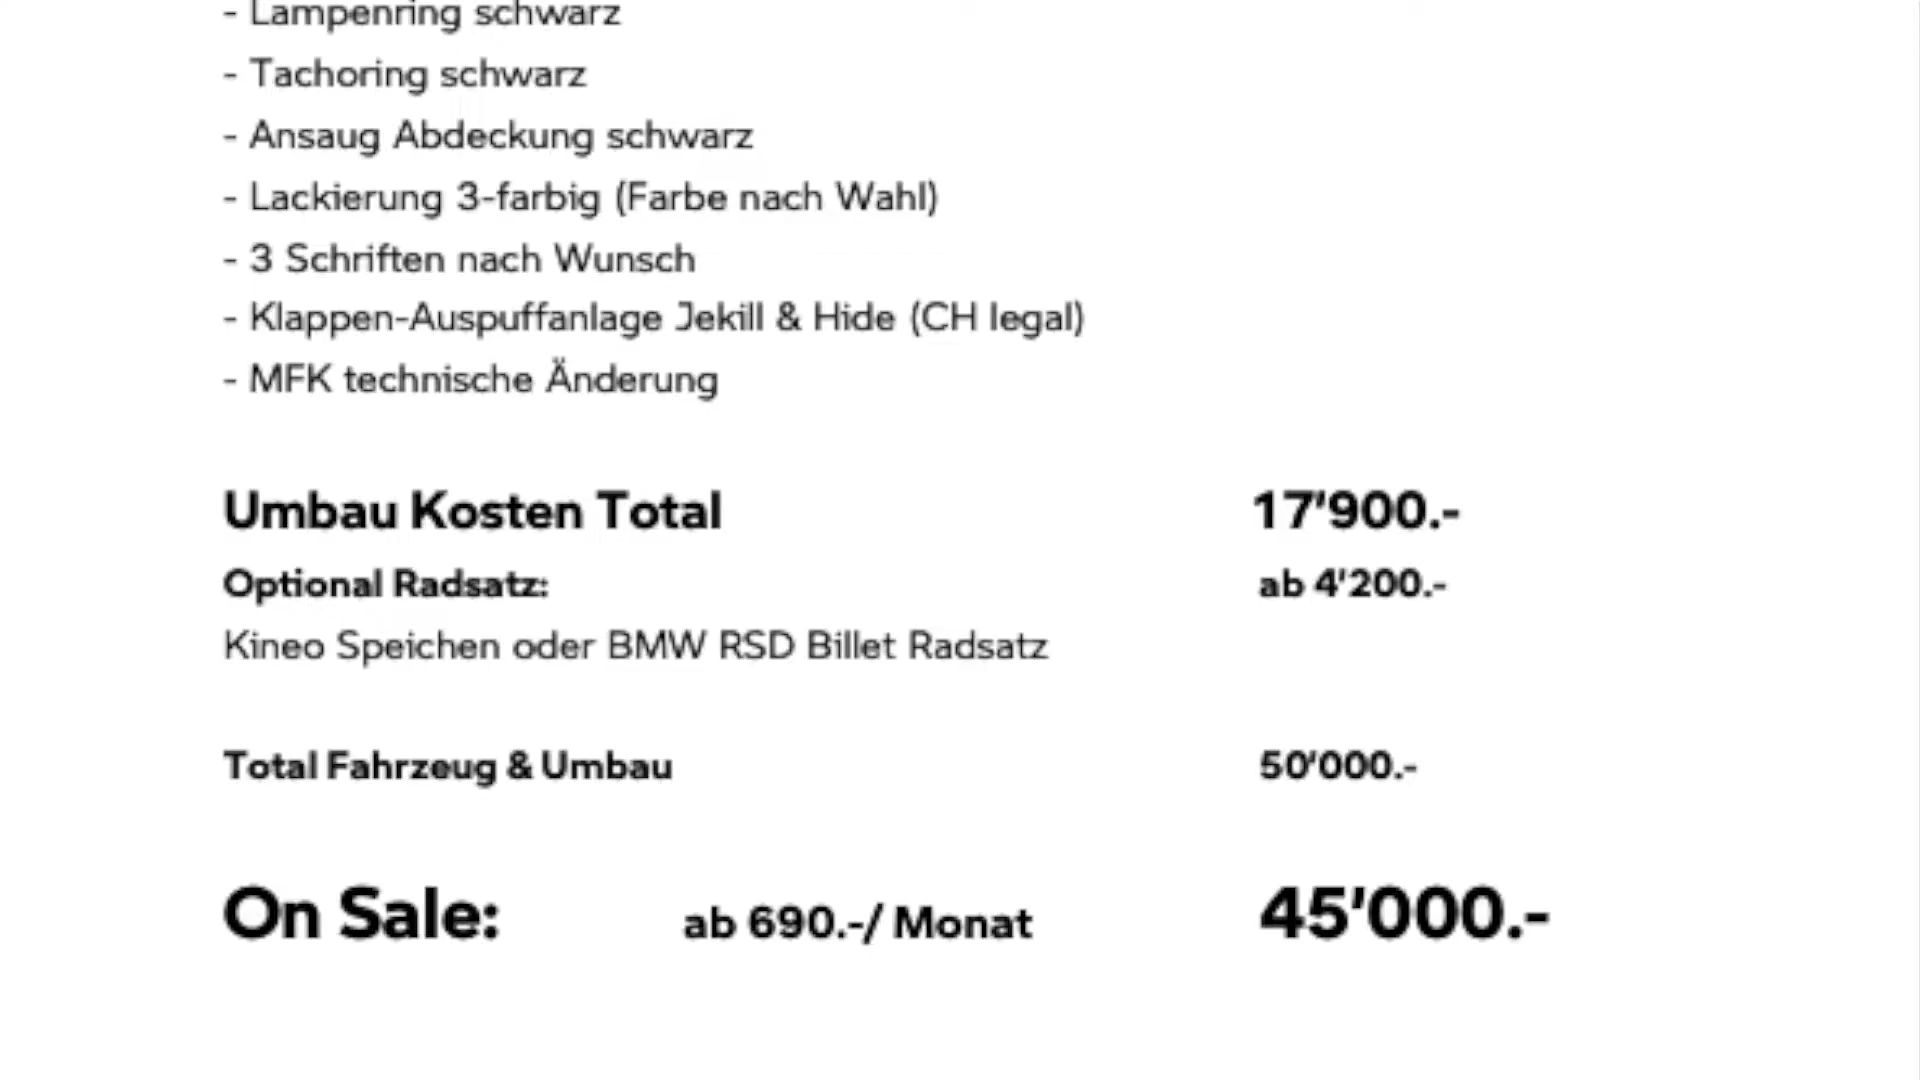 - Lampenring schwarz
- Tachoring schwarz
- Ansaug Abdeckung schwarz
- Lackierung 3-farbig (Farbe nach Wahl)
- 3 Schriften nach Wunsch
- Klappen-Auspuffanlage Jekill & Hide (CH legal)
- MFK technische Änderung
Umbau Kosten Total 17'900.-
Optional Radsatz: ab 4'200.-
Kineo Speichen oder BMW RSD Billet Radsatz
Total Fahrzeug & Umbau 50'000.-
On Sale: ab 690.-/ Monat 45'000.-